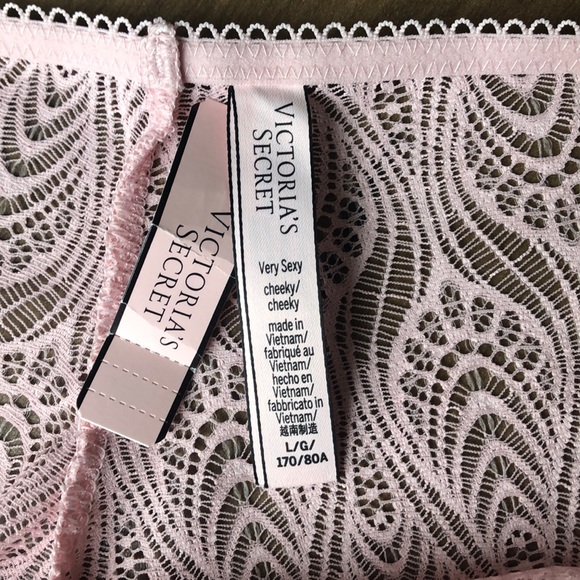 VICTORIA'S
SECRET
VICTORIA'S
SECRET
Very Sexy
cheeky/
cheeky
made in
Vietnam/
fabriqué au
Vietnam/
hecho en
Vietnam/
fabbricato in
Vietnam/
越南制造
L/G/
170/80A